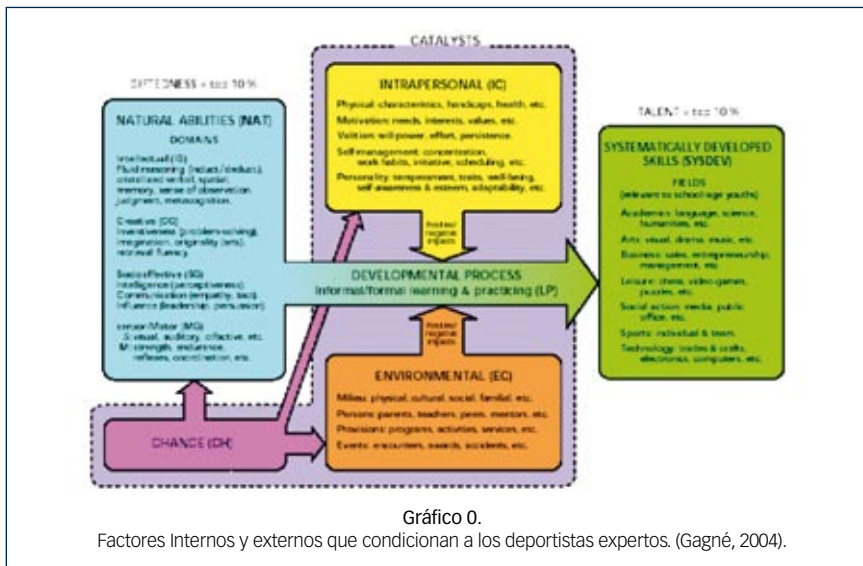 CATALYSTS
GIFTEDNESS = top 10 %
NATURAL ABILITIES (NAT)
DOMAINS
Intellectual (IG)
Fluid reasoning (induct./deduct.),
crystallized verbal, spatial,
memory, sense of observation,
judgment, metacognition.
Creative (CG)
Inventiveness (problem-solving),
imagination, originality (arts),
retrieval fluency.
Socioaffective (SG)
Intelligence (perceptiveness).
Communication (empathy, tact).
Influence (leadership, persuasion).
sensoriMotor (MG)
S: visual, auditory, olfactive, etc.
M: strength, endurance,
reflexes, coordination, etc.
INTRAPERSONAL (IC)
Physical: characteristics, handicaps, health, etc.
Motivation: needs, interests, values, etc.
Volition: will-power, effort, persistence.
Self-management: concentration,
work habits, initiative, scheduling, etc.
Personality: temperament, traits, well-being,
self-awareness & esteem, adaptability, etc.
Positive/
negative
impacts
DEVELOPMENTAL PROCESS
Informal/formal learning & practicing (LP)
Positive/
negative
impacts
ENVIRONMENTAL (EC)
Milieu: physical, cultural, social, familial, etc.
Persons: parents, teachers, peers, mentors, etc.
Provisions: programs, activities, services, etc.
Events: encounters, awards, accidents, etc.
CHANCE (CH)
TALENT = top 10 %
SYSTEMATICALLY DEVELOPED
SKILLS (SYSDEV)
FIELDS
(relevant to school-age youths)
Academics: language, science,
humanities, etc.
Arts: visual, drama, music, etc.
Business: sales, entrepreneurship,
management, etc.
Leisure: chess, video-games,
puzzles, etc.
Social action: media, public
office, etc.
Sports: individual & team.
Technology: trades & crafts,
electronics, computers, etc.
Gráfico 0.
Factores Internos y externos que condicionan a los deportistas expertos. (Gagné, 2004).